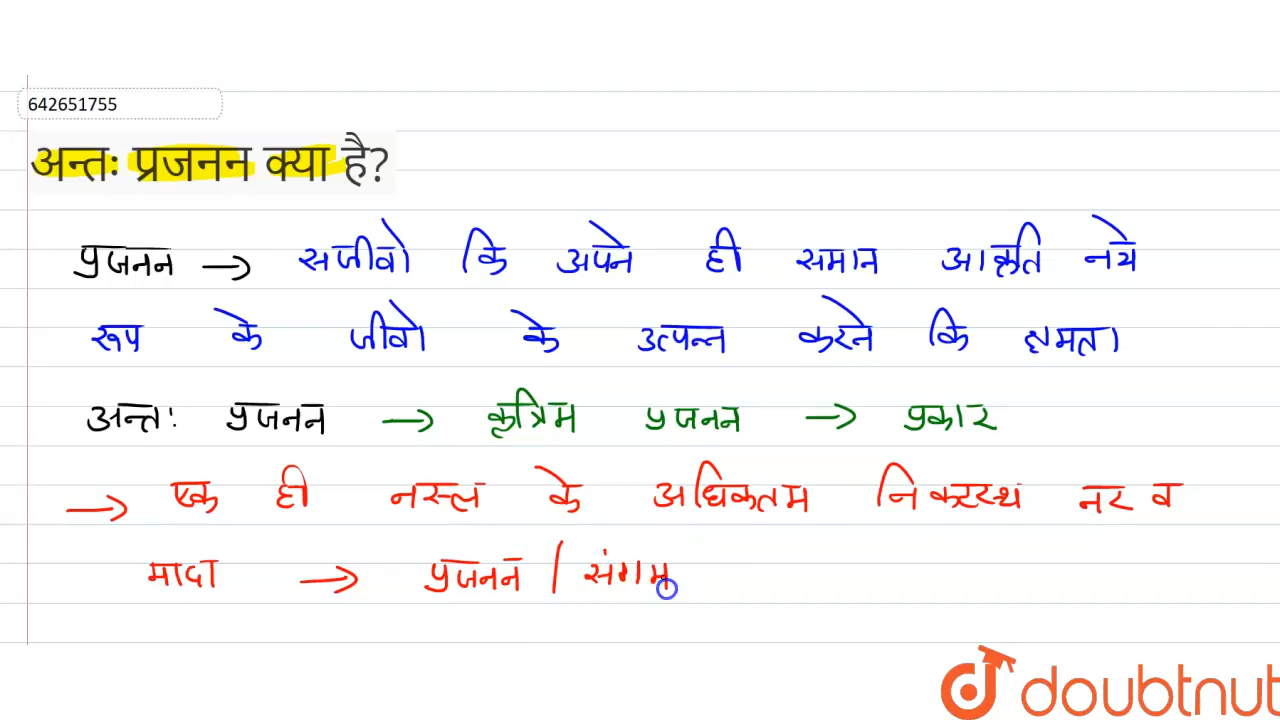 642651755
अन्तः प्रजनन क्या है?
प्रजनन → सजीवो कि अपने ही समान आकृति नये
रूप के जीवो के उत्पन्न करने कि क्षमता।
अन्तः प्रजनन → कृत्रिम प्रजनन → प्रकार
→ एक ही नस्ल के अधिकतम निकटस्थ नर व
मादा → प्रजनन / संगम
doubtnut